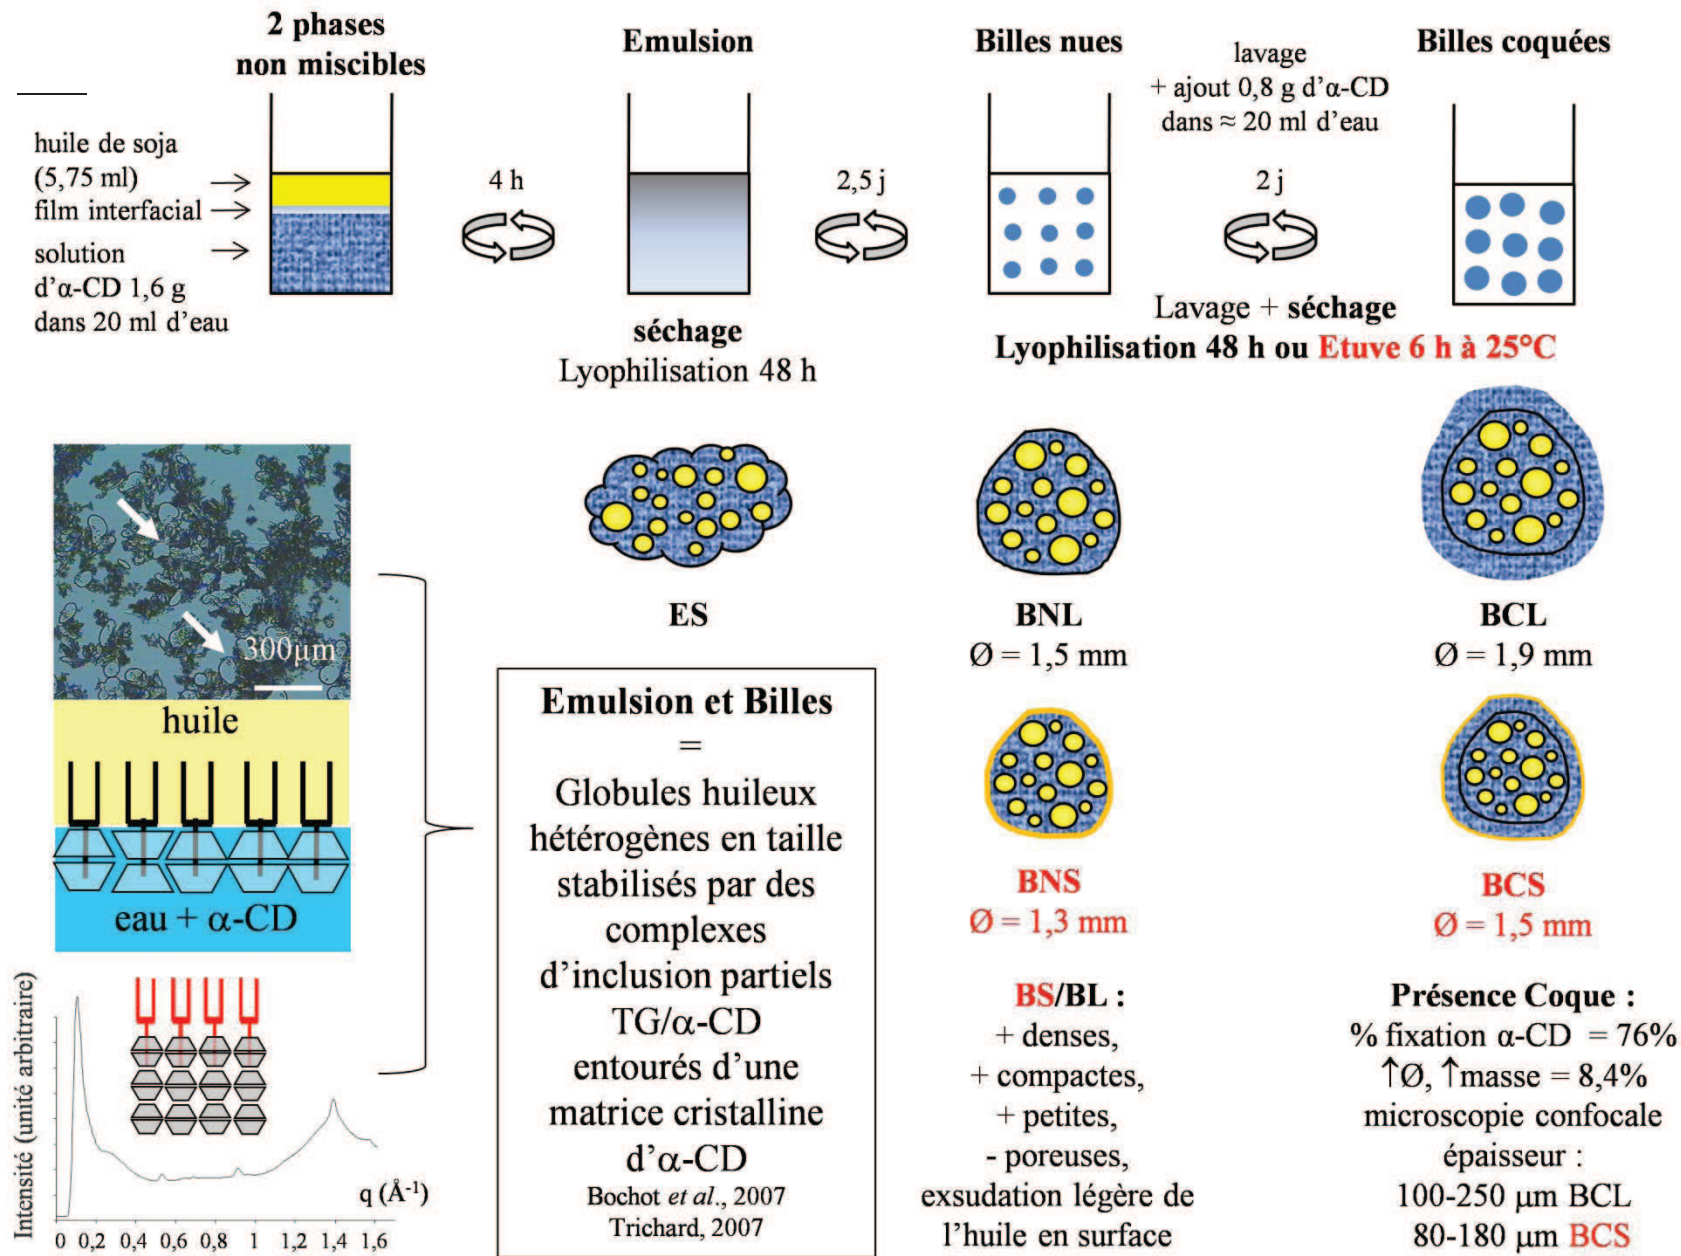 2 phases
non miscibles
huile de soja
(5,75 ml)
film interfacial
solution
d'α-CD 1,6 g
dans 20 ml d'eau
4 h
Emulsion
séchage
Lyophilisation 48 h
2,5 j
Billes nues
lavage
+ ajout 0,8 g d'α-CD
dans ≈ 20 ml d'eau
2 j
Billes coquées
Lavage + séchage
Lyophilisation 48 h ou Etuve 6 h à 25°C
ES
BNL
Ø = 1,5 mm
BCL
Ø = 1,9 mm
BNS
Ø = 1,3 mm
BCS
Ø = 1,5 mm
300µm
huile
eau + α-CD
Intensité (unité arbitraire)
q (Å-1)
0 0,2 0,4 0,6 0,8 1 1,2 1,4 1,6
Emulsion et Billes
=
Globules huileux
hétérogènes en taille
stabilisés par des
complexes
d'inclusion partiels
TG/α-CD
entourés d'une
matrice cristalline
d'α-CD
Bochot et al., 2007
Trichard, 2007
BS/BL :
+ denses,
+ compactes,
+ petites,
- poreuses,
exsudation légère de
l'huile en surface
Présence Coque :
% fixation α-CD = 76%
↑Ø, ↑masse = 8,4%
microscopie confocale
épaisseur :
100-250 µm BCL
80-180 µm BCS